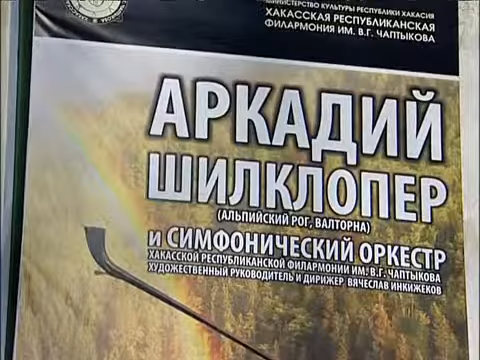 МИНИСТЕРСТВО КУЛЬТУРЫ РЕСПУБЛИКИ ХАКАСИЯ
ХАКАССКАЯ РЕСПУБЛИКАНСКАЯ
ФИЛАРМОНИЯ ИМ. В.Г. ЧАПТЫКОВА
АРКАДИЙ
ШИЛКЛОПЕР
(АЛЬПИЙСКИЙ РОГ, ВАЛТОРНА)
И СИМФОНИЧЕСКИЙ ОРКЕСТР
ХАКАССКОЙ РЕСПУБЛИКАНСКОЙ ФИЛАРМОНИИ ИМ. В.Г. ЧАПТЫКОВА
ХУДОЖЕСТВЕННЫЙ РУКОВОДИТЕЛЬ И ДИРИЖЕР ВЯЧЕСЛАВ ИНКИЖЕКОВ